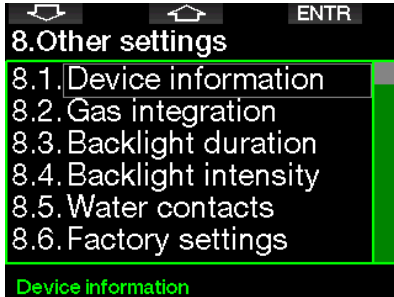 ENTR
8.Other settings
8.1. Device information
8.2. Gas integration
8.3. Backlight duration
8.4. Backlight intensity
8.5. Water contacts
8.6. Factory settings
Device information